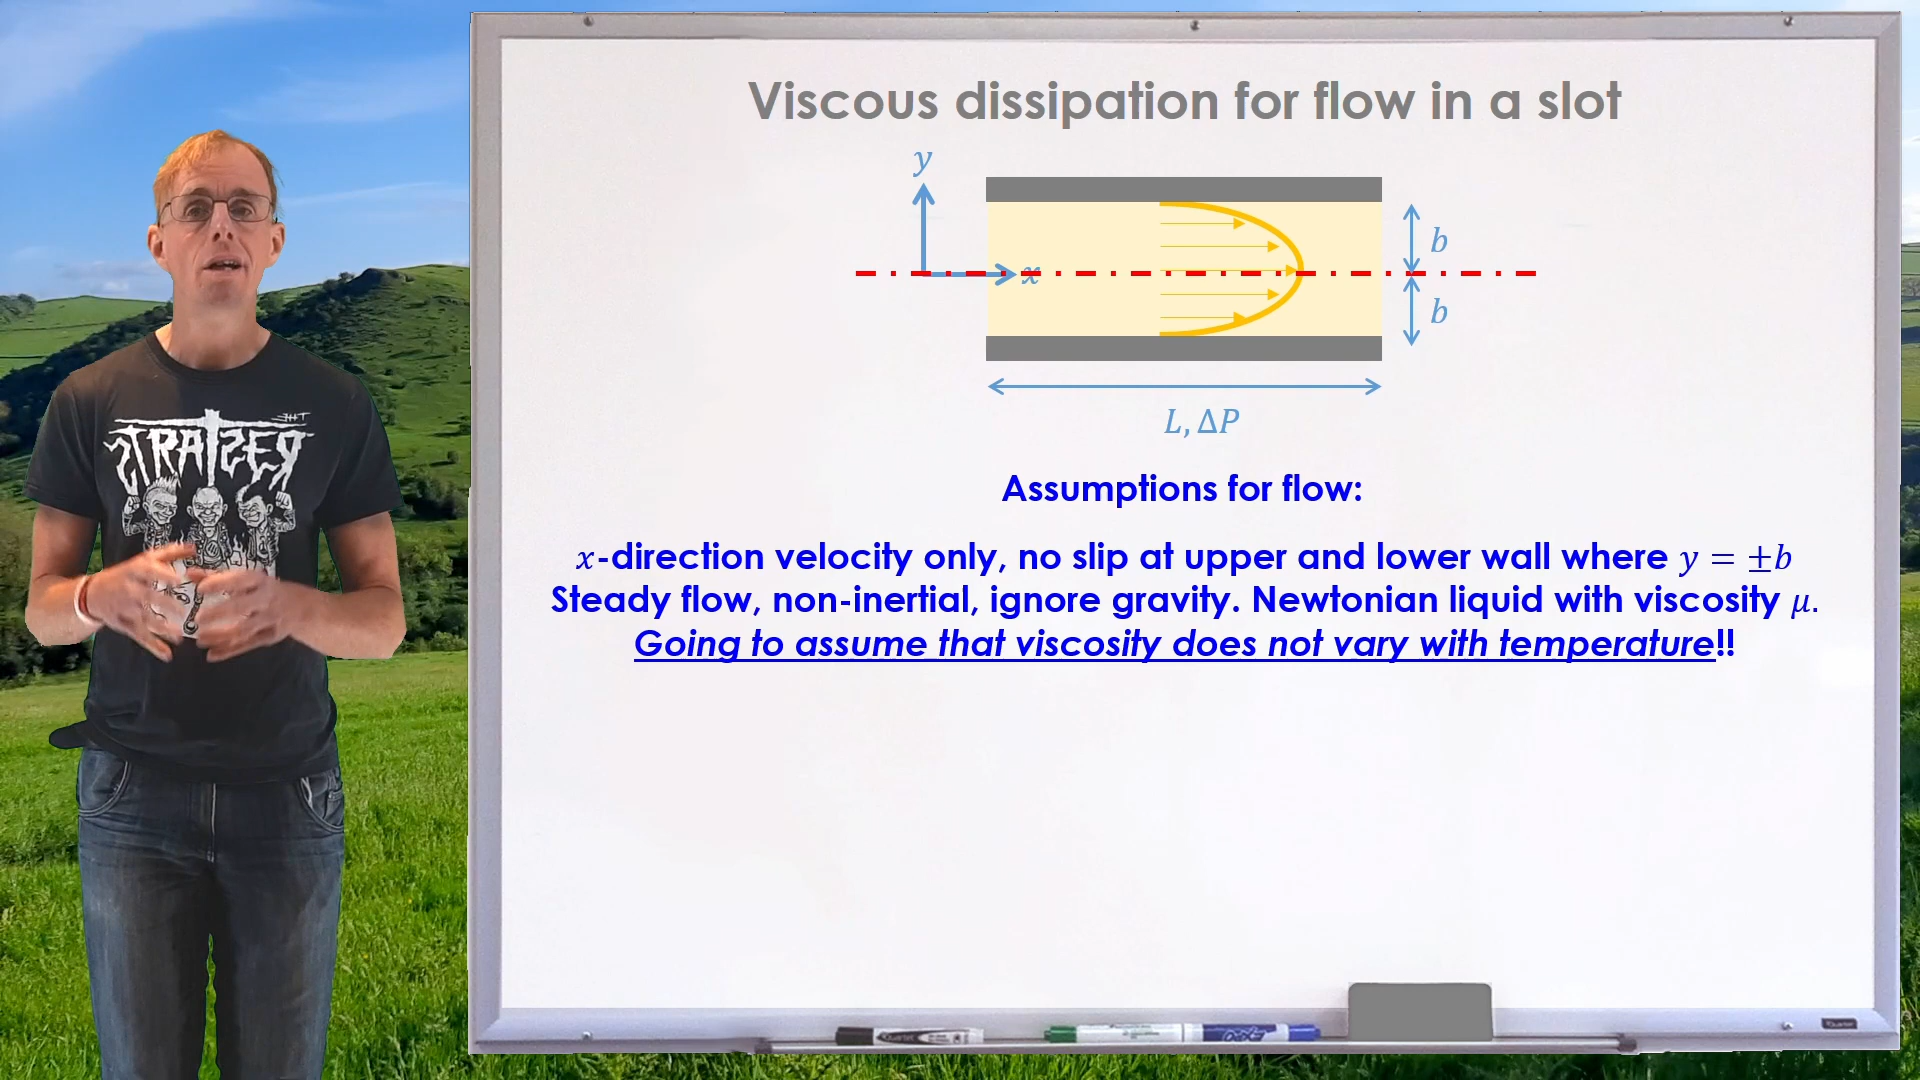 Viscous dissipation for flow in a slot
y
x
b
b
L, ΔP
Assumptions for flow:
x-direction velocity only, no slip at upper and lower wall where y = ±b
Steady flow, non-inertial, ignore gravity. Newtonian liquid with viscosity μ.
Going to assume that viscosity does not vary with temperature!!
Quartet